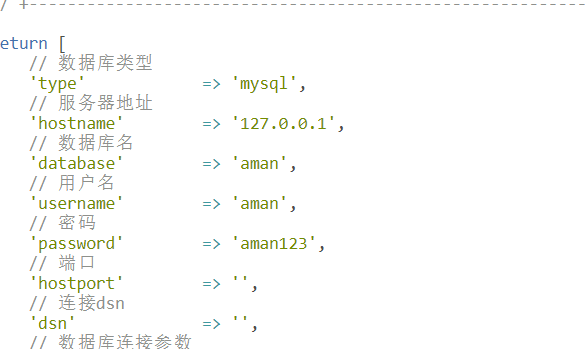 / +----------------------------------------------------------
eturn [
// 数据库类型
'type' => 'mysql',
// 服务器地址
'hostname' => '127.0.0.1',
// 数据库名
'database' => 'aman',
// 用户名
'username' => 'aman',
// 密码
'password' => 'aman123',
// 端口
'hostport' => '',
// 连接dsn
'dsn' => '',
// 数据库连接参数